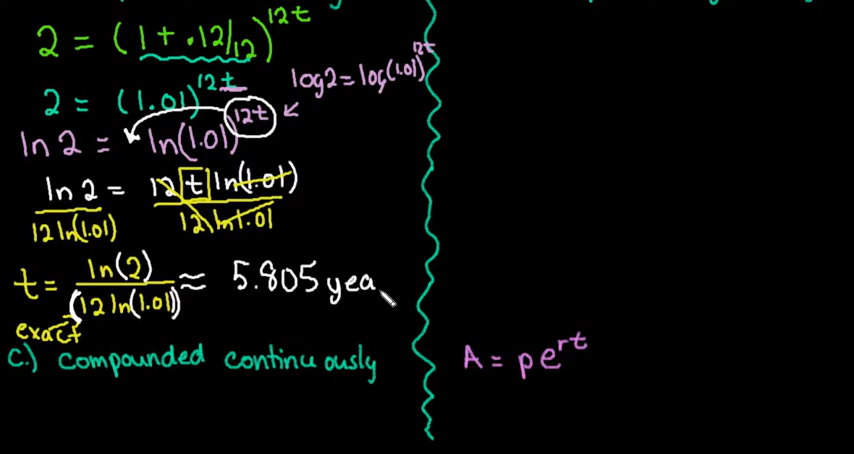 2 = (1 + .12/12)^12t
2 = (1.01)^12t
log2 = log(1.01)^12t
ln 2 = ln(1.01)^12t
ln 2 = 12 t ln(1.01)
12 ln(1.01) 12 ln 1.01
t = ln(2) / (12 ln(1.01)) ≈ 5.805 yea
exact
c.) compounded continuously
A = pe^rt